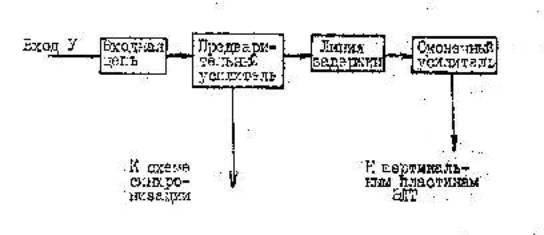 Вход У
Входная
цепь
Предвари-
тельный
усилитель
Линия
задержки
Оконечный
усилитель
К схеме
синхро-
низации
К вертикаль-
ным пластинам
ЭЛТ